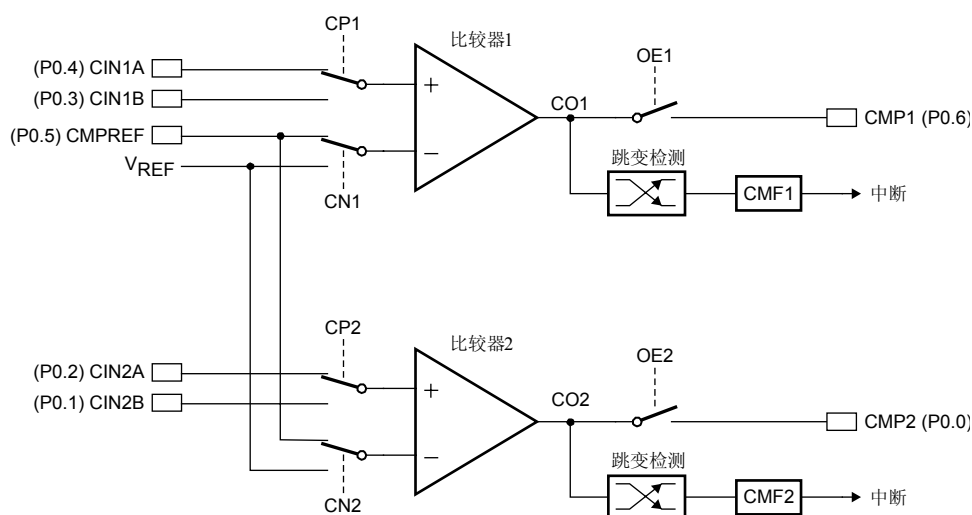 CP1
比较器1
OE1
(P0.4) CIN1A
(P0.3) CIN1B
+
CO1
CMP1 (P0.6)
(P0.5) CMPREF
−
跳变检测
VREF
CN1
CMF1
中断
CP2
比较器2
OE2
(P0.2) CIN2A
(P0.1) CIN2B
+
CO2
CMP2 (P0.0)
−
跳变检测
CN2
CMF2
中断